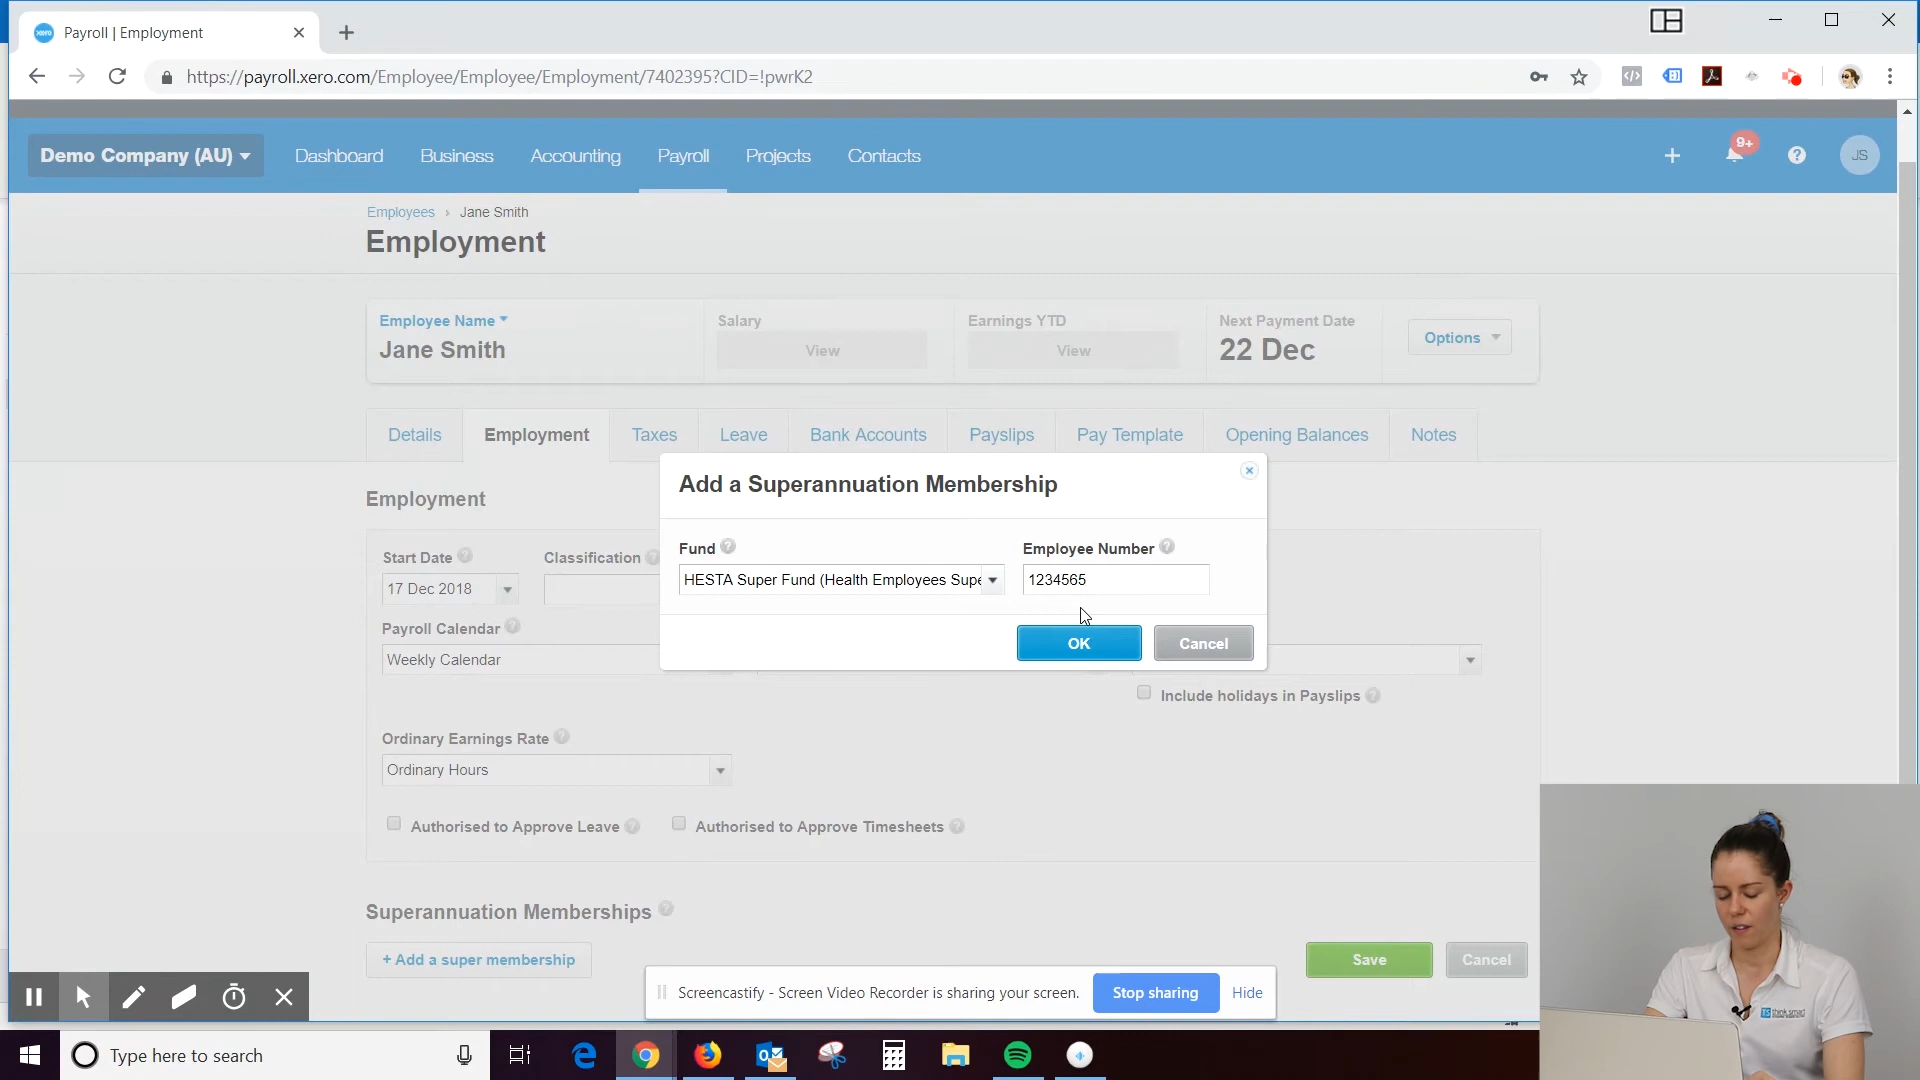 xero Payroll | Employment
https://payroll.xero.com/Employee/Employee/Employment/7402395?CID=!pwrK2
Demo Company (AU) Dashboard Business Accounting Payroll Projects Contacts 9+ JS
Employees › Jane Smith
Employment
Employee Name Salary Earnings YTD Next Payment Date
Jane Smith View View 22 Dec Options
Details Employment Taxes Leave Bank Accounts Payslips Pay Template Opening Balances Notes
Add a Superannuation Membership
Employment
Fund Employee Number
Start Date Classification
HESTA Super Fund (Health Employees Supe 1234565
17 Dec 2018
Payroll Calendar
OK Cancel
Weekly Calendar
Include holidays in Payslips
Ordinary Earnings Rate
Ordinary Hours
Authorised to Approve Leave Authorised to Approve Timesheets
Superannuation Memberships
+ Add a super membership Save Cancel
Screencastify - Screen Video Recorder is sharing your screen. Stop sharing Hide
TS thinksmart
Type here to search